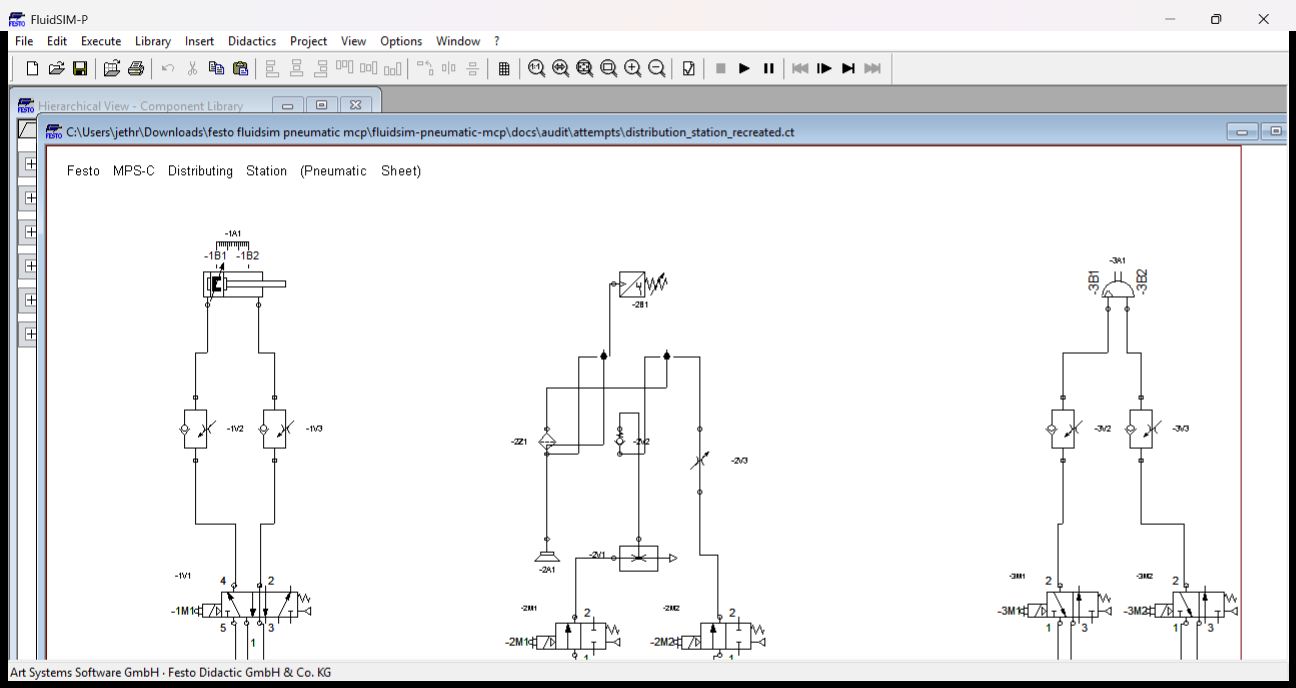 FluidSIM-P
File Edit Execute Library Insert Didactics Project View Options Window ?
Hierarchical View - Component Library
C:\Users\jethr\Downloads\festo fluidsim pneumatic mcp\fluidsim-pneumatic-mcp\docs\audit\attempts\distribution_station_recreated.ct
Festo MPS-C Distributing Station (Pneumatic Sheet)
-1A1
-1B1 -1B2
-2B1
-3A1
-3B1 -3B2
-1V2 -1V3
-2Z1 -2V2 -2V3
-3V2 -3V3
-2V1
-2A1
-1V1 4 2
-1M1
5 3
1
-2M1 2
-2M1
1
-2M2 2
-2M2
1
-3M1 2
-3M1
1 3
-3M2 2
-3M2
1 3
Art Systems Software GmbH · Festo Didactic GmbH & Co. KG